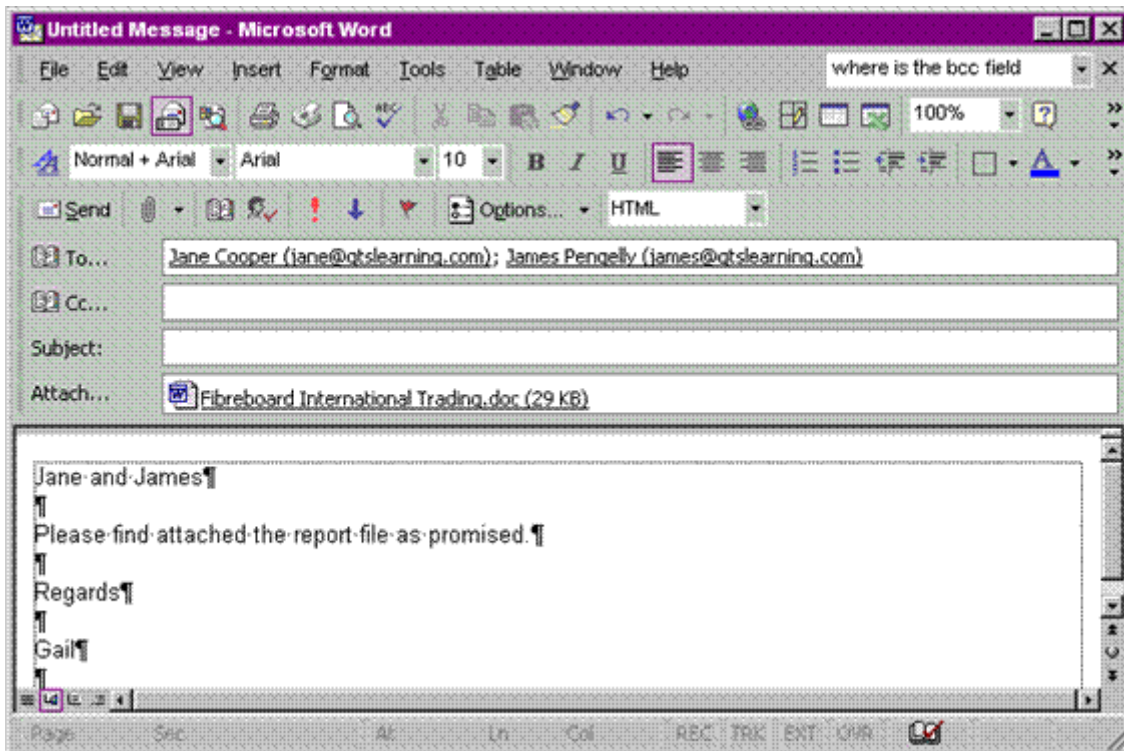 Untitled Message - Microsoft Word
File Edit View Insert Format Tools Table Window Help where is the bcc field
100%
Normal + Arial Arial 10 B I U A
Send Options... HTML
To... Jane Cooper (jane@gtslearning.com); James Pengelly (james@gtslearning.com)
Cc...
Subject:
Attach... Fibreboard International Trading.doc (29 KB)
Jane·and·James¶
¶
Please·find·attached·the·report·file·as·promised.¶
¶
Regards¶
¶
Gail¶
¶
Page Sec At Ln Col REC TRK EXT OVR